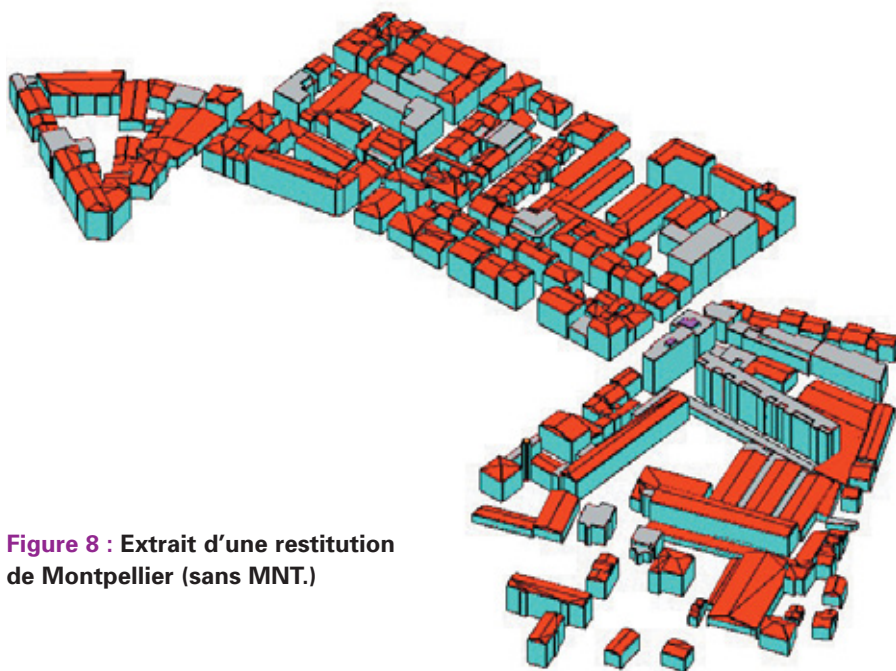 Figure 8 : Extrait d’une restitution
de Montpellier (sans MNT.)